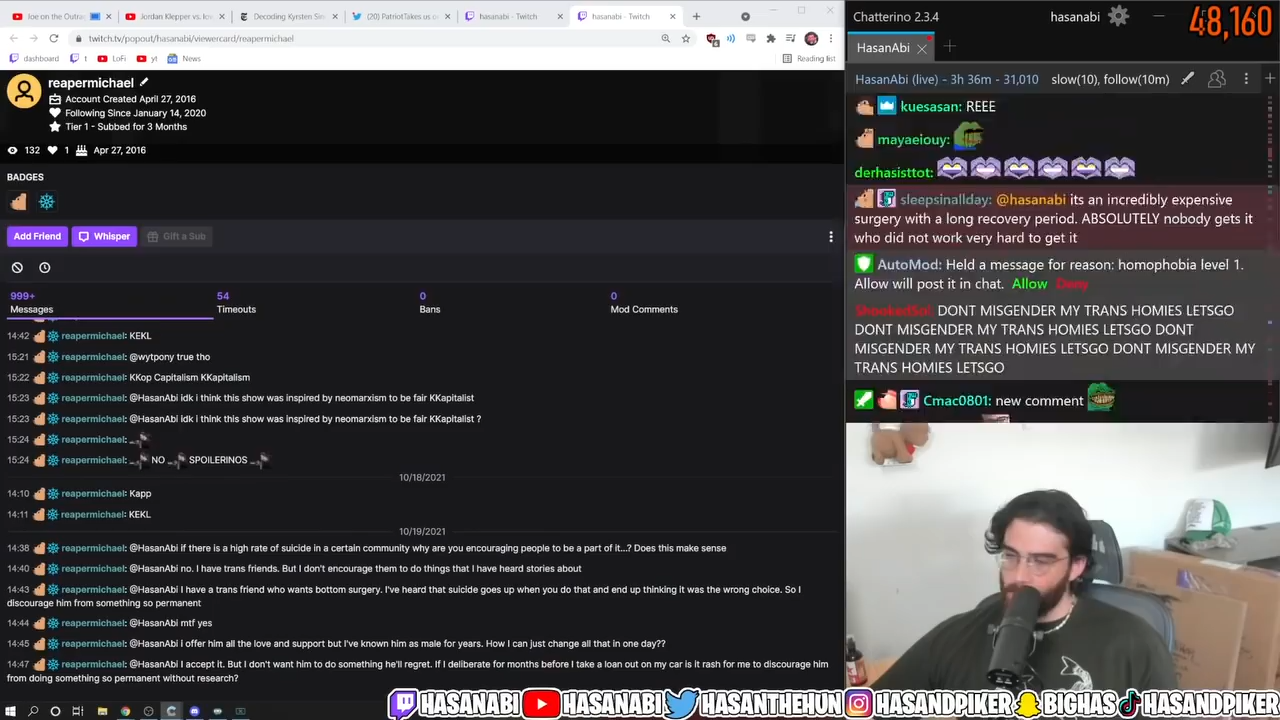 Joe on the Outra
Jordan Klepper vs. Io
Decoding Kyrsten Si
(20) PatriotTakes us
hasanabi - Twitch
hasanabi - Twitch
twitch.tv/popout/hasanabi/viewercard/reapermichael
dashboard
1
LoFi
yt
News
Reading list
reapermichael
Account Created April 27, 2016
Following Since January 14, 2020
Tier 1 - Subbed for 3 Months
132 1 Apr 27, 2016
BADGES
Add Friend Whisper Gift a Sub
999+ 54 0 0
Messages Timeouts Bans Mod Comments
14:42 reapermichael: KEKL
15:21 reapermichael: @wytpony true tho
15:22 reapermichael: KKop Capitalism KKapitalism
15:23 reapermichael: @HasanAbi idk i think this show was inspired by neomarxism to be fair KKapitalist
15:23 reapermichael: @HasanAbi idk i think this show was inspired by neomarxism to be fair KKapitalist ?
15:24 reapermichael:
15:24 reapermichael: NO SPOILERINOS
10/18/2021
14:10 reapermichael: Kapp
14:11 reapermichael: KEKL
10/19/2021
14:38 reapermichael: @HasanAbi if there is a high rate of suicide in a certain community why are you encouraging people to be a part of it...? Does this make sense
14:40 reapermichael: @HasanAbi no. I have trans friends. But I don't encourage them to do things that I have heard stories about
14:43 reapermichael: @HasanAbi I have a trans friend who wants bottom surgery. I've heard that suicide goes up when you do that and end up thinking it was the wrong choice. So I
discourage him from something so permanent
14:44 reapermichael: @HasanAbi mtf yes
14:45 reapermichael: @HasanAbi i offer him all the love and support but I've known him as male for years. How I can just change all that in one day??
14:47 reapermichael: @HasanAbi I accept it. But I don't want him to do something he'll regret. If I deliberate for months before I take a loan out on my car is it rash for me to discourage him
from doing something so permanent without research?
Chatterino 2.3.4
hasanabi
48,160
HasanAbi
HasanAbi (live) - 3h 36m - 31,010 slow(10), follow(10m)
kuesasan: REEE
mayaeiouy:
derhasisttot:
sleepsinallday: @hasanabi its an incredibly expensive
surgery with a long recovery period. ABSOLUTELY nobody gets it
who did not work very hard to get it
AutoMod: Held a message for reason: homophobia level 1.
Allow will post it in chat. Allow Deny
ShookedSol: DONT MISGENDER MY TRANS HOMIES LETSGO
DONT MISGENDER MY TRANS HOMIES LETSGO DONT
MISGENDER MY TRANS HOMIES LETSGO DONT MISGENDER MY
TRANS HOMIES LETSGO
Cmac0801: new comment
HASANABI HASANABI HASANTHEHUN HASANDPIKER BIGHAS HASANDPIKER